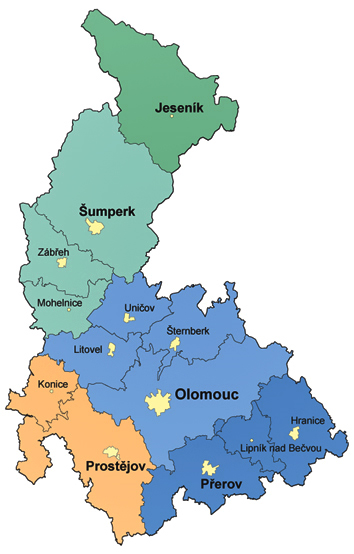 Jeseník
Šumperk
Zábřeh
Mohelnice
Uničov
Šternberk
Litovel
Konice
Olomouc
Hranice
Lipník nad Bečvou
Prostějov
Přerov